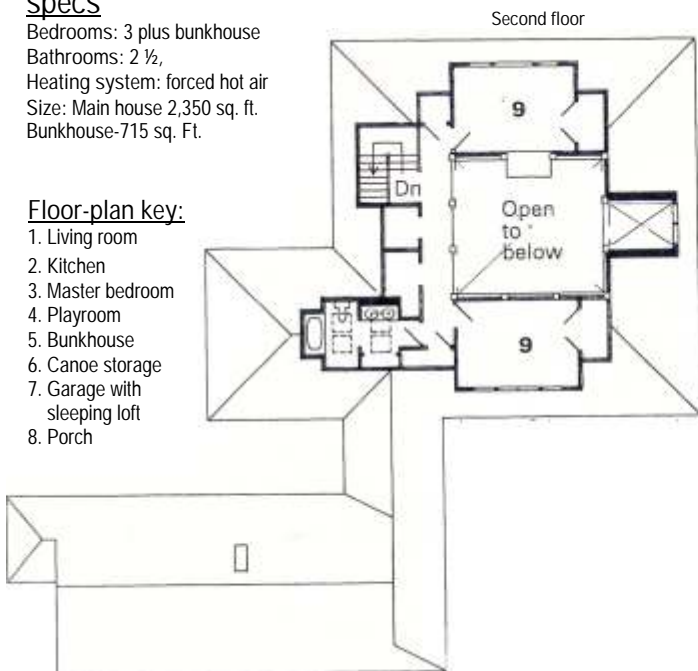 specs
Bedrooms: 3 plus bunkhouse
Bathrooms: 2 ½,
Heating system: forced hot air
Size: Main house 2,350 sq. ft.
Bunkhouse-715 sq. Ft.
Floor-plan key:
1. Living room
2. Kitchen
3. Master bedroom
4. Playroom
5. Bunkhouse
6. Canoe storage
7. Garage with
sleeping loft
8. Porch
Second floor
9
Dn
Open
to
below
9